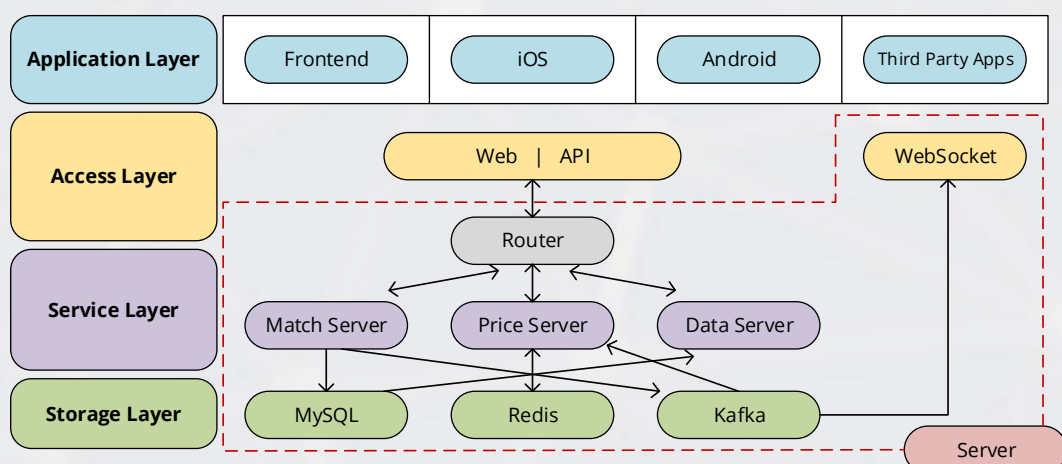 Application Layer
Frontend
iOS
Android
Third Party Apps
Access Layer
Web | API
WebSocket
Router
Service Layer
Match Server
Price Server
Data Server
Storage Layer
MySQL
Redis
Kafka
Server